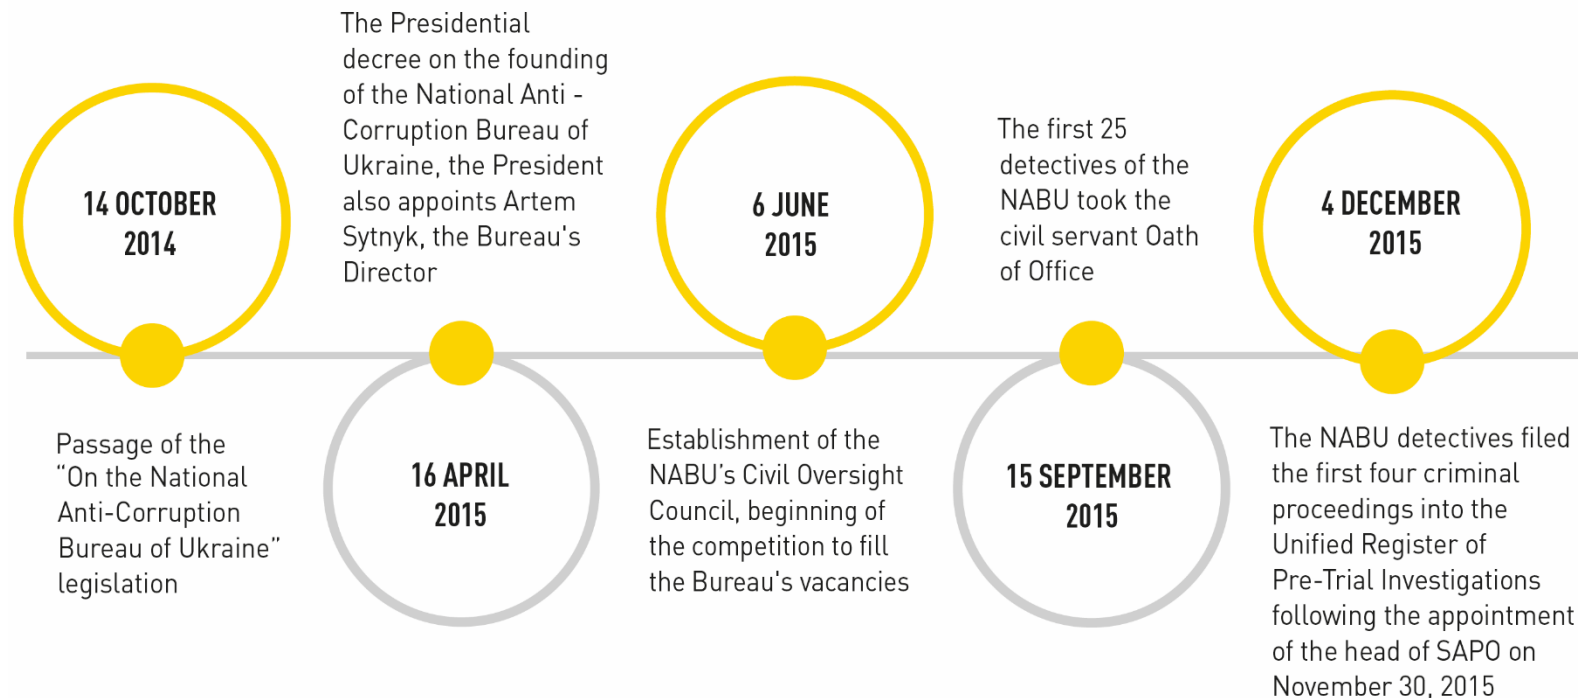 14 OCTOBER
2014
Passage of the
“On the National
Anti-Corruption
Bureau of Ukraine”
legislation
The Presidential
decree on the founding
of the National Anti -
Corruption Bureau of
Ukraine, the President
also appoints Artem
Sytnyk, the Bureau's
Director
16 APRIL
2015
6 JUNE
2015
Establishment of the
NABU’s Civil Oversight
Council, beginning of
the competition to fill
the Bureau's vacancies
The first 25
detectives of the
NABU took the
civil servant Oath
of Office
15 SEPTEMBER
2015
4 DECEMBER
2015
The NABU detectives filed
the first four criminal
proceedings into the
Unified Register of
Pre-Trial Investigations
following the appointment
of the head of SAPO on
November 30, 2015